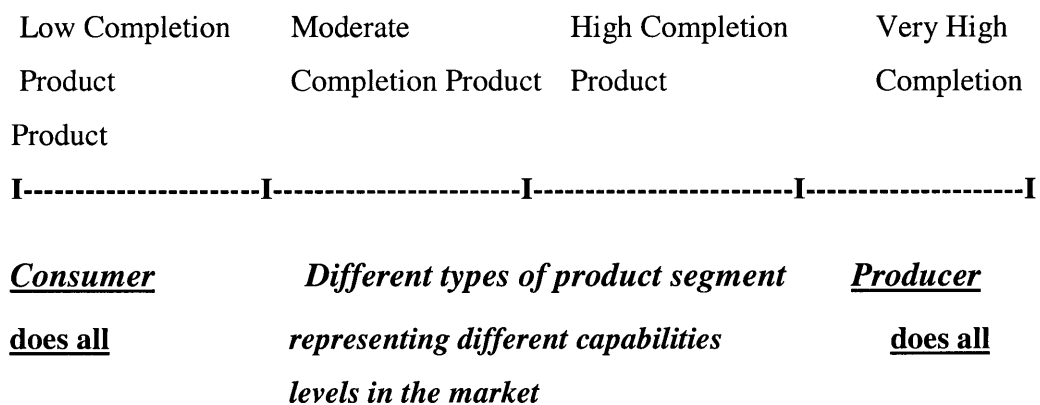 Low Completion Moderate High Completion Very High
Product Completion Product Product Completion
Product
I-----------------------I------------------------I-------------------------I---------------------I
Consumer Different types of product segment Producer
does all representing different capabilities does all
levels in the market